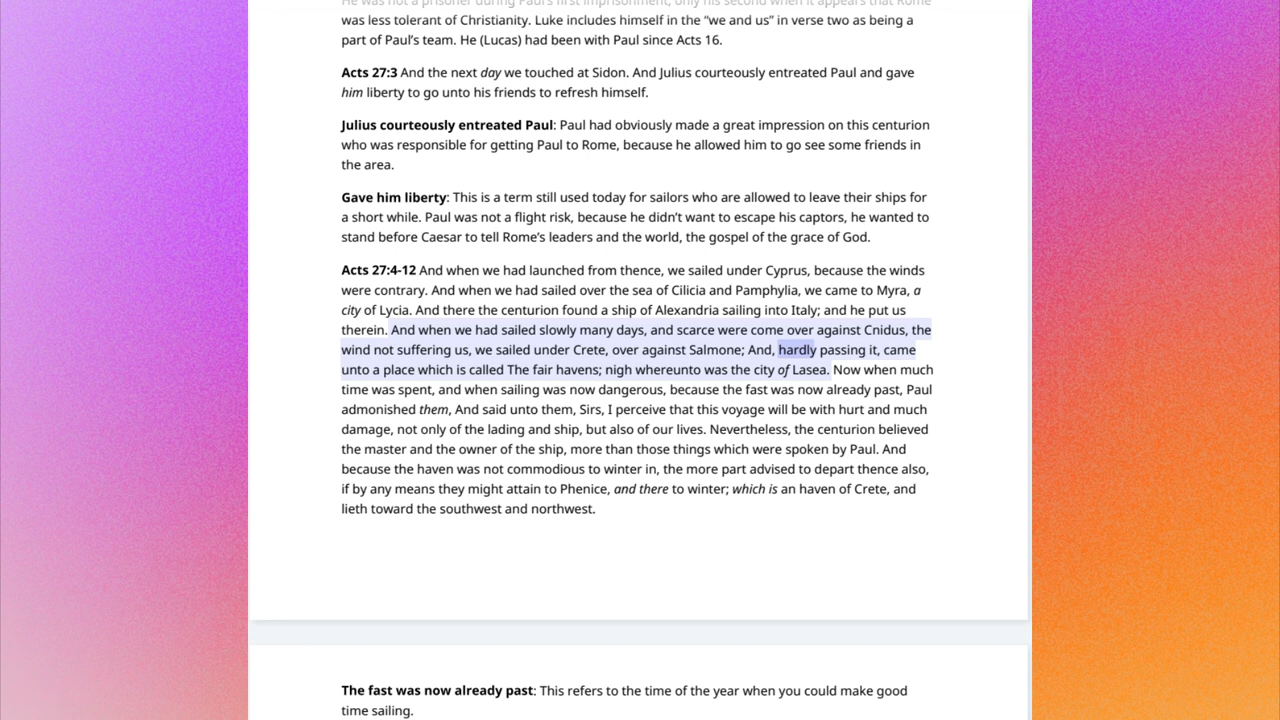 He was not a prisoner during Paul's first imprisonment, only his second when it appears that Rome
was less tolerant of Christianity. Luke includes himself in the “we and us” in verse two as being a
part of Paul’s team. He (Lucas) had been with Paul since Acts 16.
Acts 27:3 And the next day we touched at Sidon. And Julius courteously entreated Paul and gave
him liberty to go unto his friends to refresh himself.
Julius courteously entreated Paul: Paul had obviously made a great impression on this centurion
who was responsible for getting Paul to Rome, because he allowed him to go see some friends in
the area.
Gave him liberty: This is a term still used today for sailors who are allowed to leave their ships for
a short while. Paul was not a flight risk, because he didn’t want to escape his captors, he wanted to
stand before Caesar to tell Rome’s leaders and the world, the gospel of the grace of God.
Acts 27:4-12 And when we had launched from thence, we sailed under Cyprus, because the winds
were contrary. And when we had sailed over the sea of Cilicia and Pamphylia, we came to Myra, a
city of Lycia. And there the centurion found a ship of Alexandria sailing into Italy; and he put us
therein. And when we had sailed slowly many days, and scarce were come over against Cnidus, the
wind not suffering us, we sailed under Crete, over against Salmone; And, hardly passing it, came
unto a place which is called The fair havens; nigh whereunto was the city of Lasea. Now when much
time was spent, and when sailing was now dangerous, because the fast was now already past, Paul
admonished them, And said unto them, Sirs, I perceive that this voyage will be with hurt and much
damage, not only of the lading and ship, but also of our lives. Nevertheless, the centurion believed
the master and the owner of the ship, more than those things which were spoken by Paul. And
because the haven was not commodious to winter in, the more part advised to depart thence also,
if by any means they might attain to Phenice, and there to winter; which is an haven of Crete, and
lieth toward the southwest and northwest.
The fast was now already past: This refers to the time of the year when you could make good
time sailing.